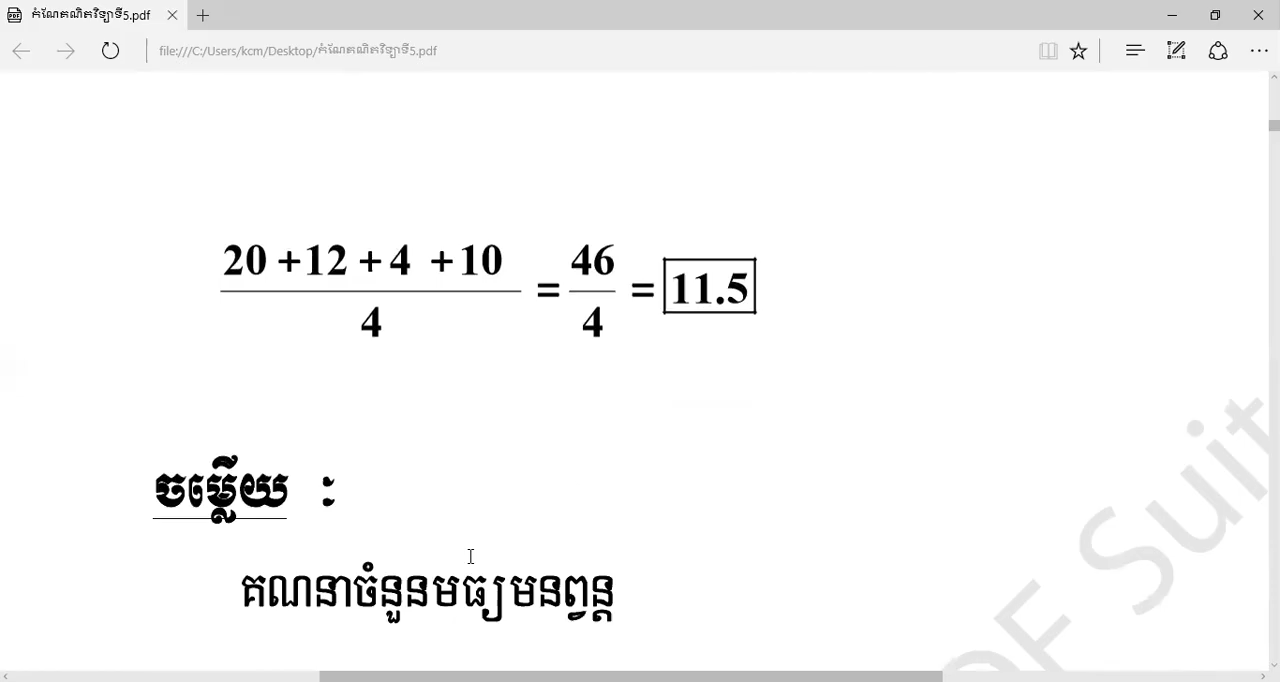 កំណែគណិតវិទ្យាទី5.pdf
file:///C:/Users/kcm/Desktop/កំណែគណិតវិទ្យាទី5.pdf
20 +12 + 4 +10 / 4 = 46 / 4 = 11.5
ចម្លើយ ៖
គណនាចំនួនមធ្យមនព្វន្ត
DF Suit